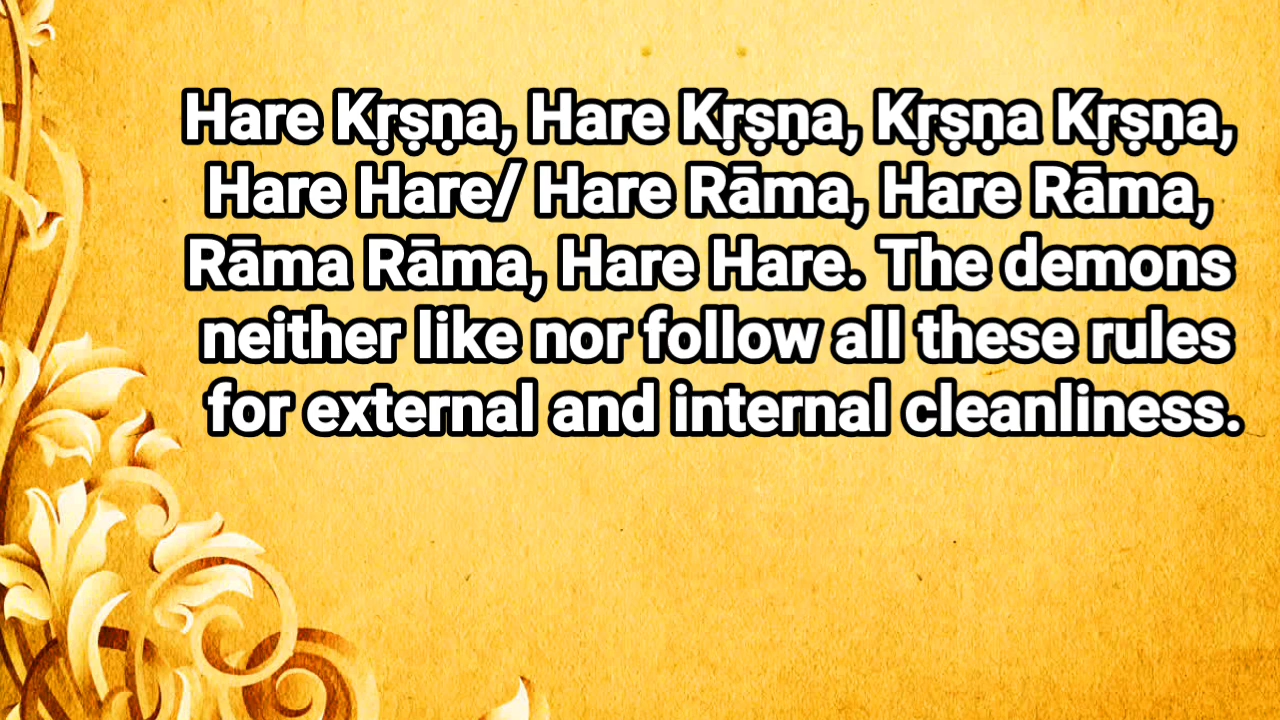 Hare Kṛṣṇa, Hare Kṛṣṇa, Kṛṣṇa Kṛṣṇa,
Hare Hare/ Hare Rāma, Hare Rāma,
Rāma Rāma, Hare Hare. The demons
neither like nor follow all these rules
for external and internal cleanliness.